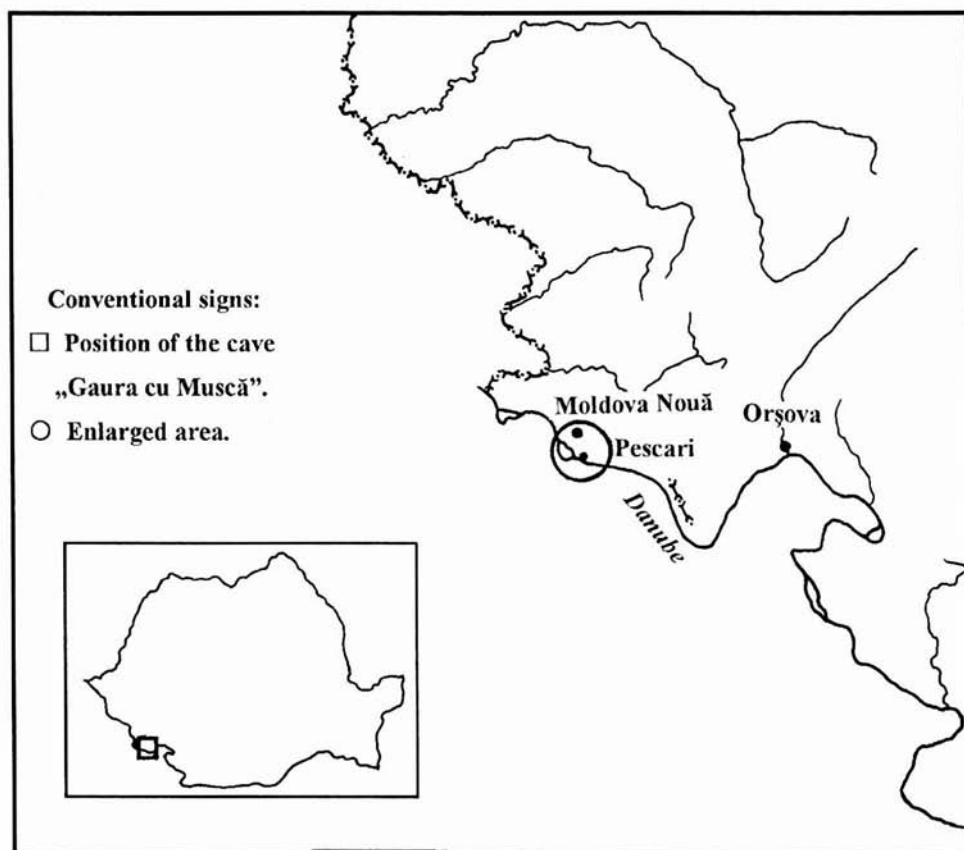 Conventional signs:
□ Position of the cave
„Gaura cu Muscă”.
○ Enlarged area.
Moldova Nouă
Orşova
Pescari
Danube